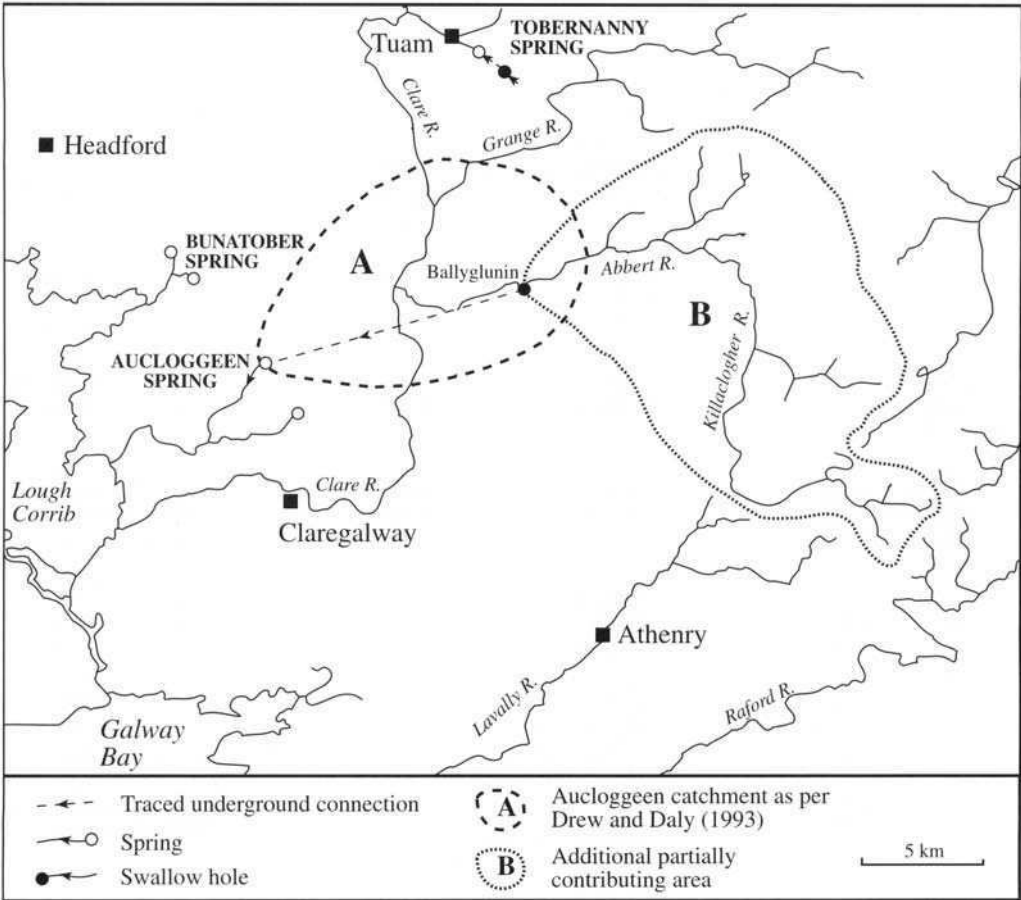 TOBERNANNY
SPRING
Tuam
Clare R.
Grange R.
Headford
BUNATOBER
SPRING
A
Ballyglunin
Abbert R.
B
AUCLOGGEEN
SPRING
Killaclogher R.
Lough
Corrib
Clare R.
Claregalway
Athenry
Lavally R.
Raford R.
Galway
Bay
Traced underground connection
Spring
Swallow hole
A
Aucloggeen catchment as per
Drew and Daly (1993)
B
Additional partially
contributing area
5 km